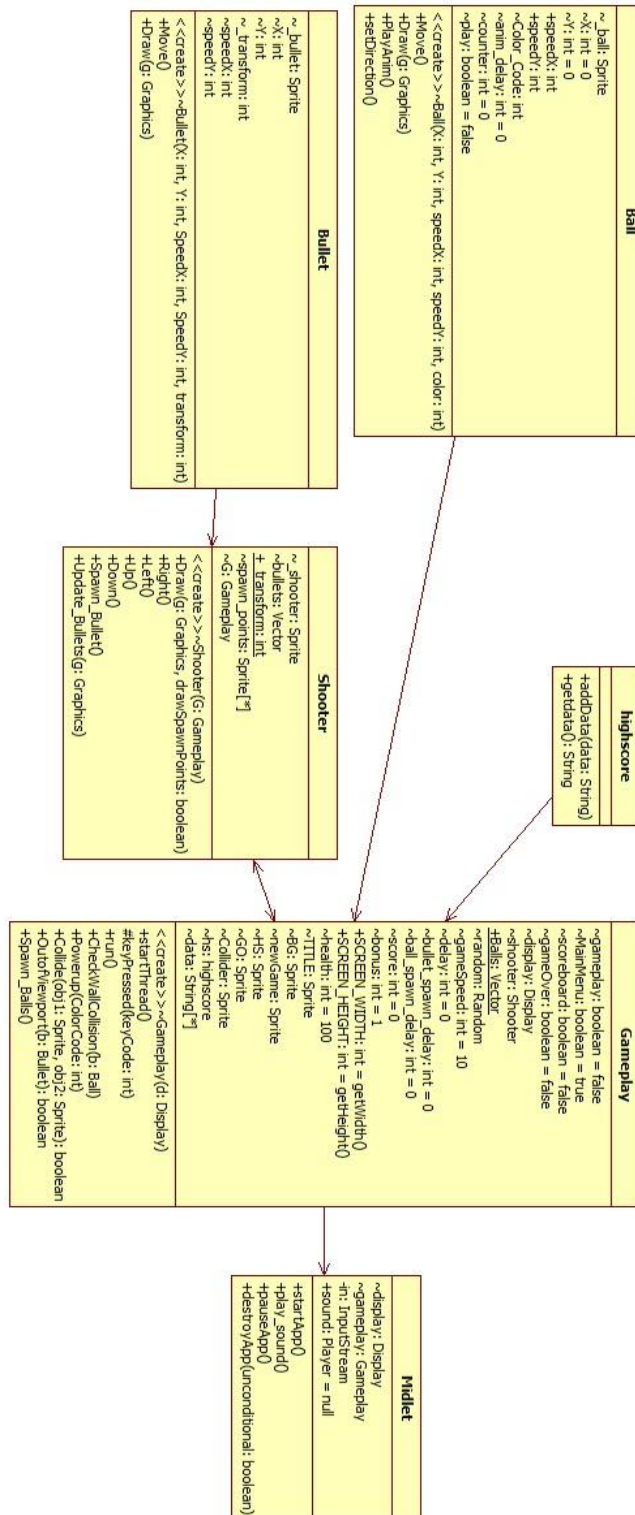 Ball
~_ball: Sprite
~X: int = 0
~Y: int = 0
+speedX: int
+speedY: int
~Color_Code: int
~anim_delay: int = 0
~counter: int = 0
~play: boolean = false
<<create>>~Ball(X: int, Y: int, speedX: int, speedY: int, color: int)
+Move()
+Draw(g: Graphics)
+PlayAnim()
+setDirection()
Bullet
~_bullet: Sprite
~X: int
~Y: int
~_transform: int
~speedX: int
~speedY: int
<<create>>~Bullet(X: int, Y: int, SpeedX: int, SpeedY: int, transform: int)
+Move()
+Draw(g: Graphics)
highscore
+addData(data: String)
+getdata(): String
Shooter
~_shooter: Sprite
~bullets: Vector
+_transform: int
~spawn_points: Sprite[*]
~G: Gameplay
<<create>>~Shooter(G: Gameplay)
+Draw(g: Graphics, drawSpawnPoints: boolean)
+Right()
+Left()
+Up()
+Down()
+Spawn_Bullet()
+Update_Bullets(g: Graphics)
Gameplay
~gameplay: boolean = false
~MainMenu: boolean = true
~scoreboard: boolean = false
~gameOver: boolean = false
~display: Display
~shooter: Shooter
+Balls: Vector
~random: Random
~gameSpeed: int = 10
~delay: int = 0
~bullet_spawn_delay: int = 0
~ball_spawn_delay: int = 0
~score: int = 0
~bonus: int = 1
+SCREEN_WIDTH: int = getWidth()
+SCREEN_HEIGHT: int = getHeight()
~health: int = 100
~TITLE: Sprite
~BG: Sprite
~newGame: Sprite
~HS: Sprite
~GO: Sprite
~Collider: Sprite
~hs: highscore
~data: String[*]
<<create>>~Gameplay(d: Display)
+startThread()
#keyPressed(keyCode: int)
+run()
+CheckWallCollision(b: Ball)
+Powerup(ColorCode: int)
+Collide(obj1: Sprite, obj2: Sprite): boolean
+OutofViewport(b: Bullet): boolean
+Spawn_Balls()
Midlet
~display: Display
~gameplay: Gameplay
-in: InputStream
+sound: Player = null
+startApp()
+play_sound()
+pauseApp()
+destroyApp(unconditional: boolean)